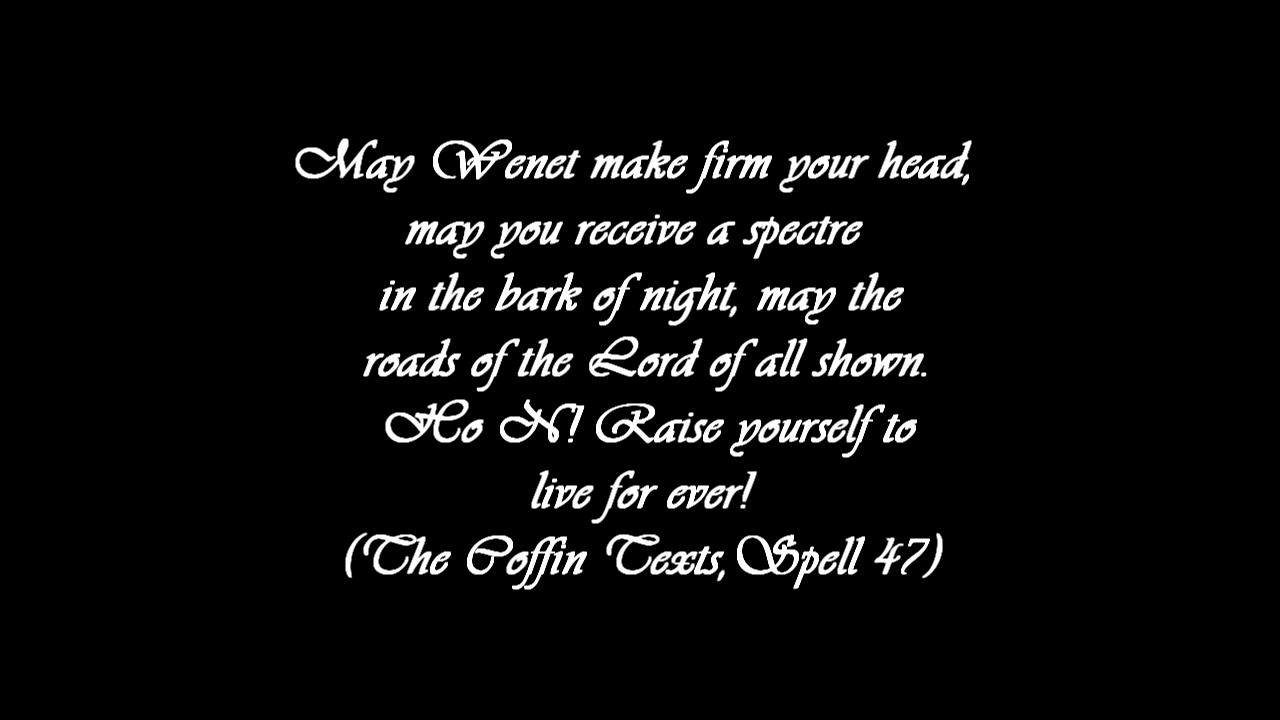 May Wenet make firm your head,
may you receive a spectre
in the bark of night, may the
roads of the Lord of all shown.
Ho N! Raise yourself to
live for ever!
(The Coffin Texts, Spell 47)